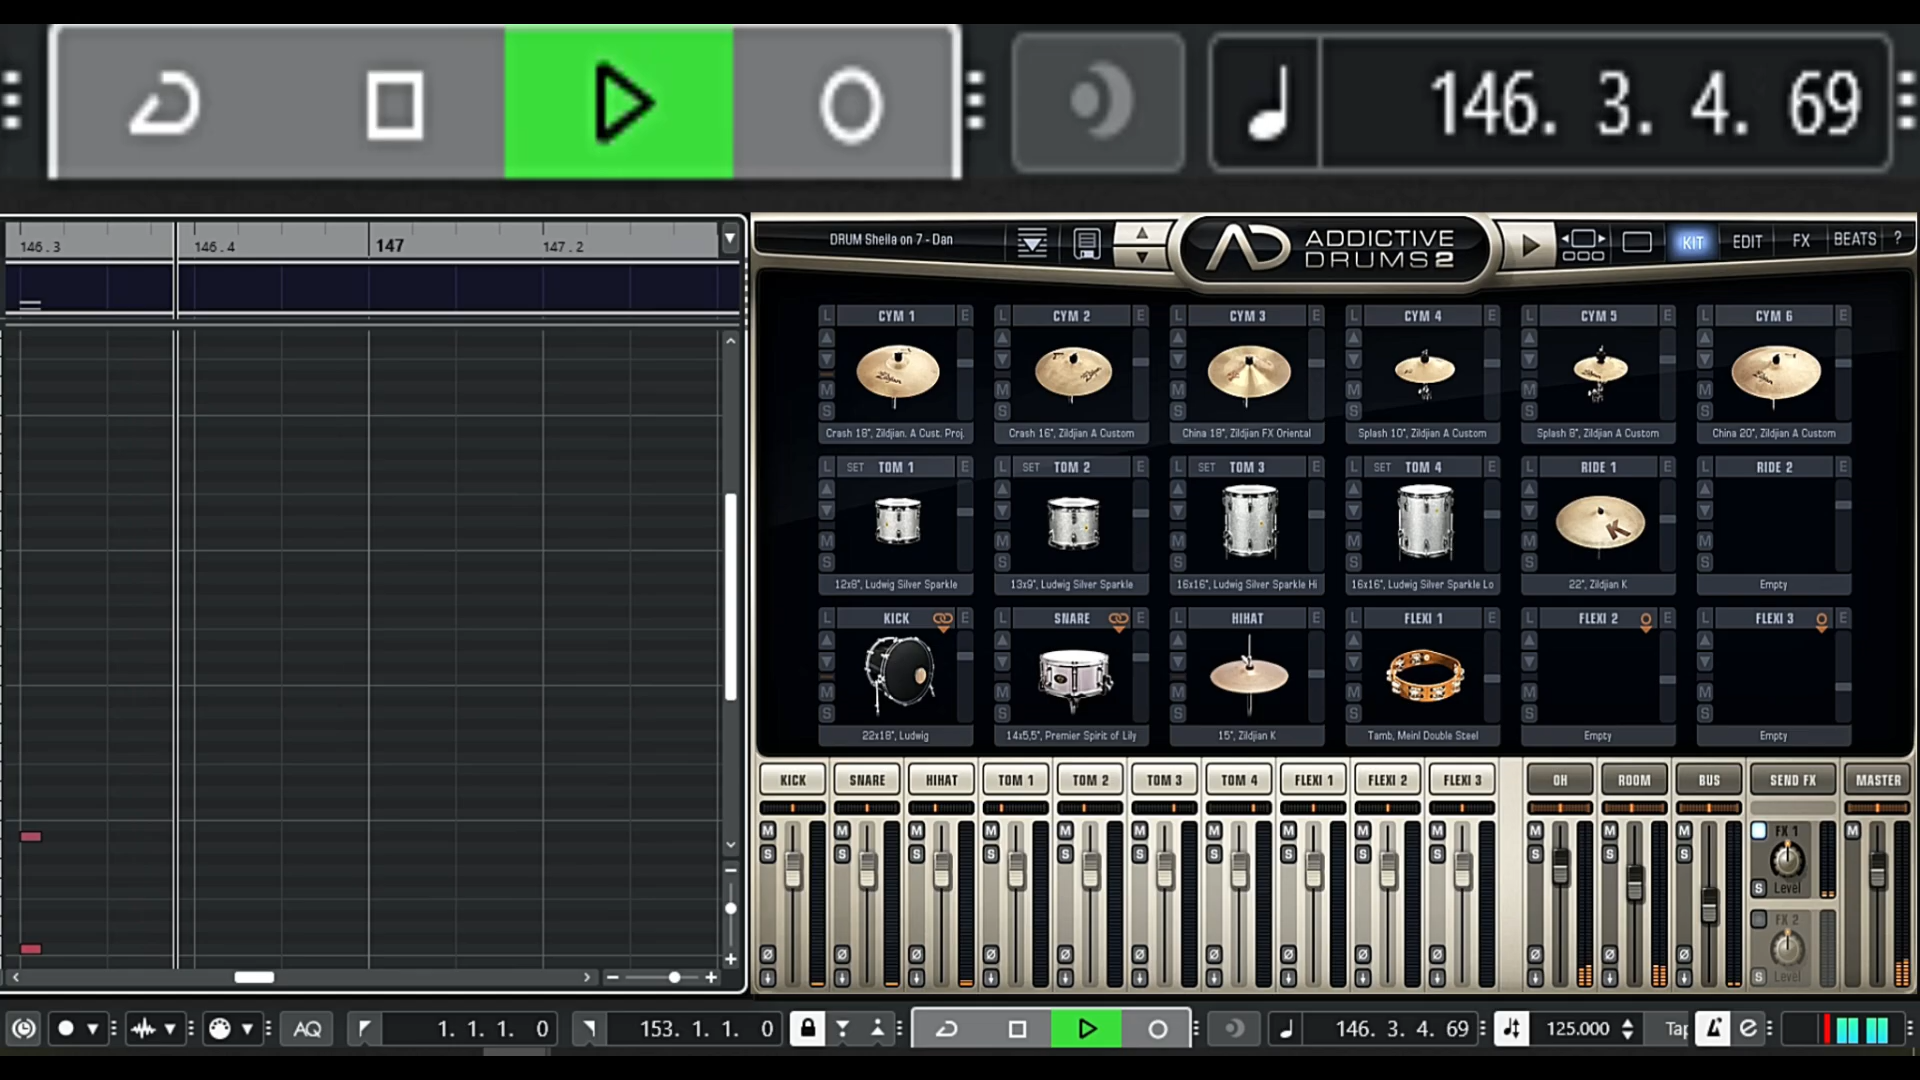 146. 3. 4. 69
146.3 146.4 147 147.2
DRUM Sheila on 7 - Dan
ADDICTIVE DRUMS 2
KIT EDIT FX BEATS ?
L CYM 1 E L CYM 2 E L CYM 3 E L CYM 4 E L CYM 5 E L CYM 6 E
M M M M M M
S S S S S S
Crash 18", Zildjian. A Cust. Proj. Crash 16", Zildjian A Custom China 18", Zildjian FX Oriental Splash 10", Zildjian A Custom Splash 8", Zildjian A Custom China 20", Zildjian A Custom
L SET TOM 1 E L SET TOM 2 E L SET TOM 3 E L SET TOM 4 E L RIDE 1 E L RIDE 2 E
M M M M M M
S S S S S S
12x8", Ludwig Silver Sparkle 13x9", Ludwig Silver Sparkle 16x16", Ludwig Silver Sparkle Hi 16x16", Ludwig Silver Sparkle Lo 22", Zildjian K Empty
L KICK E L SNARE E L HIHAT E L FLEXI 1 E L FLEXI 2 E L FLEXI 3 E
M M M M M M
S S S S S S
22x18", Ludwig 14x5,5", Premier Spirit of Lily 15", Zildjian K Tamb, Meinl Double Steel Empty Empty
KICK SNARE HIHAT TOM 1 TOM 2 TOM 3 TOM 4 FLEXI 1 FLEXI 2 FLEXI 3 OH ROOM BUS SEND FX MASTER
M M M M M M M M M M M M M FX 1 M
S S S S S S S S S S S S S
S Level
FX 2
S Level
AQ 1. 1. 1. 0 153. 1. 1. 0 146. 3. 4. 69 125.000 Tap